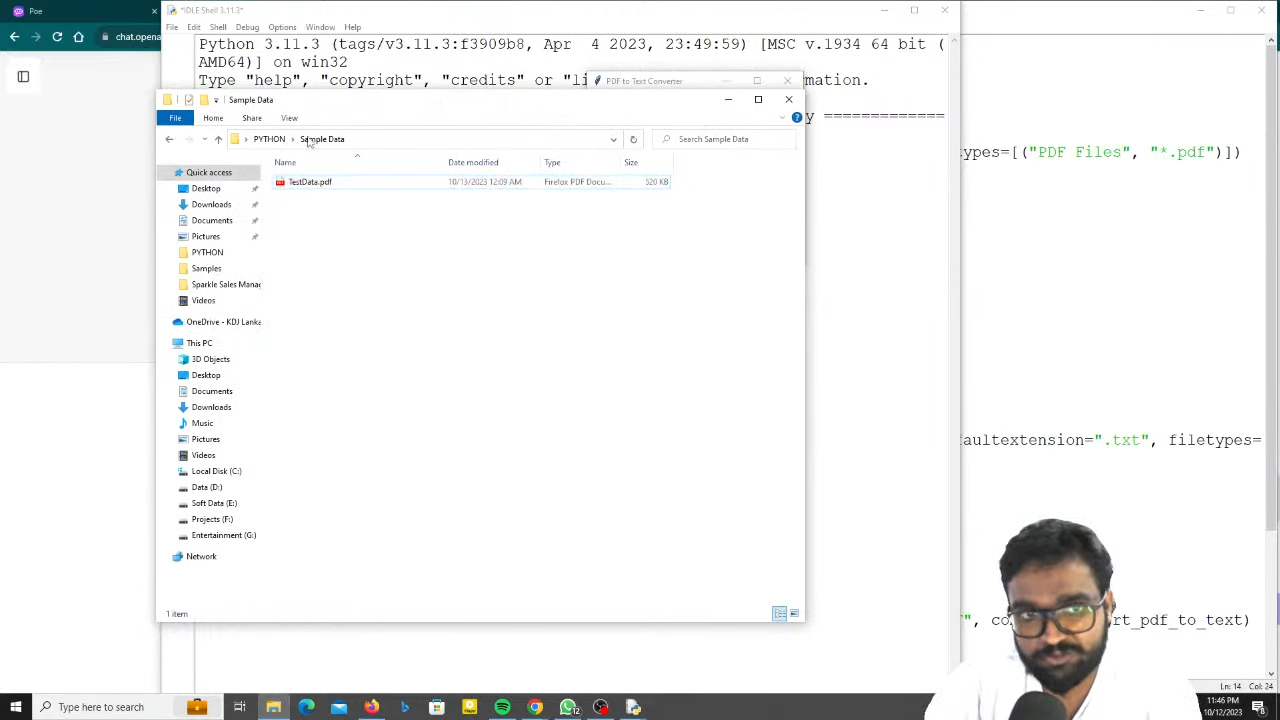 Poe
*IDLE Shell 3.11.3*
chat.opena
File Edit Shell Debug Options Window Help
Python 3.11.3 (tags/v3.11.3:f3909b8, Apr 4 2023, 23:49:59) [MSC v.1934 64 bit (
AMD64)] on win32
Type "help", "copyright", "credits" or "li
PDF to Text Converter
rmation.
Sample Data
File Home Share View
y =============
PYTHON > Sample Data
Search Sample Data
ypes=[("PDF Files", "*.pdf")])
Name Date modified Type Size
TestData.pdf 10/13/2023 12:09 AM Firefox PDF Docu... 520 KB
Quick access
Desktop
Downloads
Documents
Pictures
PYTHON
Samples
Sparkle Sales Manag
Videos
OneDrive - KDJ Lanka
This PC
3D Objects
Desktop
Documents
Downloads
Music
Pictures
Videos
Local Disk (C:)
Data (D:)
Soft Data (E:)
Projects (F:)
Entertainment (G:)
Network
faultextension=".txt", filetypes=
1 item
", co
rt_pdf_to_text)
Ln: 14 Col: 24
Type here to search
12
11:46 PM
10/12/2023
8